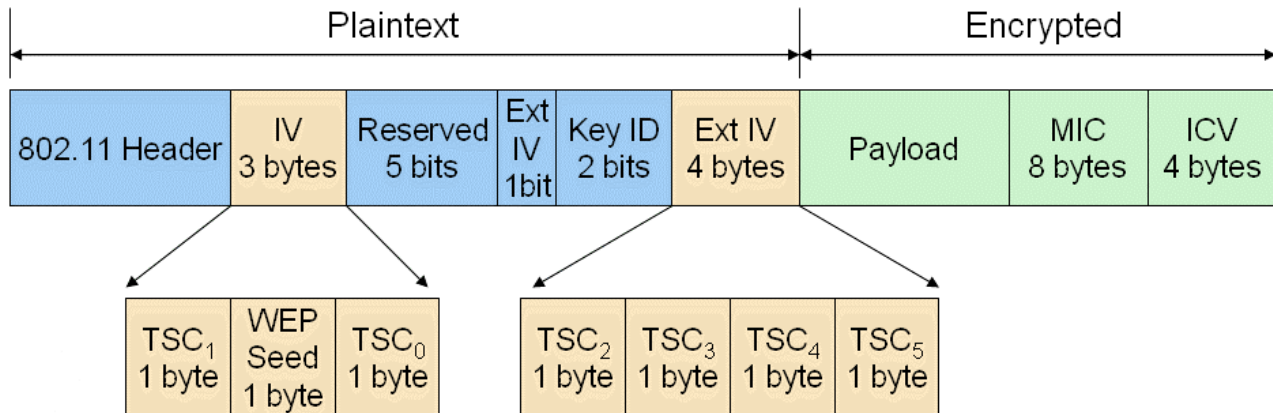 Plaintext
Encrypted
802.11 Header
IV
3 bytes
Reserved
5 bits
Ext
IV
1bit
Key ID
2 bits
Ext IV
4 bytes
Payload
MIC
8 bytes
ICV
4 bytes
TSC₁
1 byte
WEP
Seed
1 byte
TSC₀
1 byte
TSC₂
1 byte
TSC₃
1 byte
TSC₄
1 byte
TSC₅
1 byte